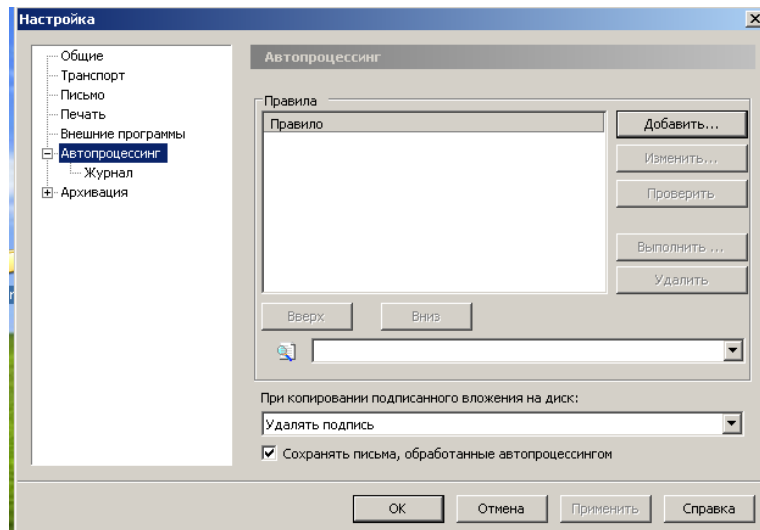 Настройка
Общие
Транспорт
Письмо
Печать
Внешние программы
Автопроцессинг
Журнал
Архивация
Автопроцессинг
Правила
Правило
Добавить...
Изменить...
Проверить
Выполнить ...
Удалить
Вверх
Вниз
При копировании подписанного вложения на диск:
Удалять подпись
Сохранять письма, обработанные автопроцессингом
ОК
Отмена
Применить
Справка